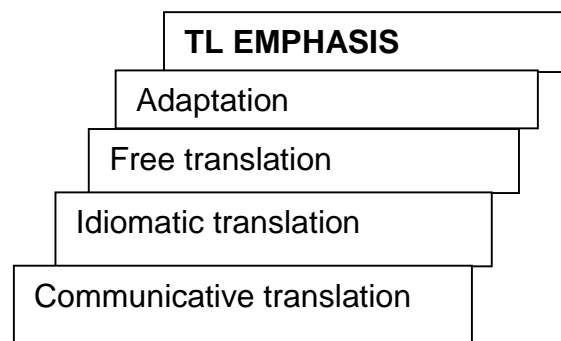 TL EMPHASIS
Adaptation
Free translation
Idiomatic translation
Communicative translation